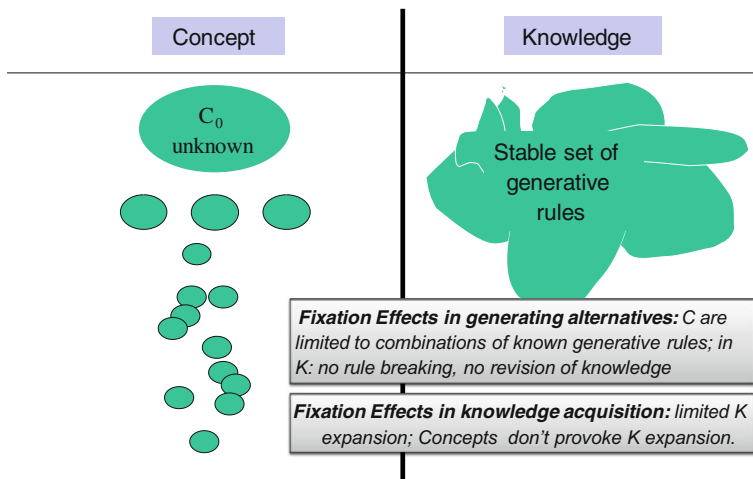 Concept
Knowledge
C0
unknown
Stable set of
generative
rules
Fixation Effects in generating alternatives: C are
limited to combinations of known generative rules; in
K: no rule breaking, no revision of knowledge
Fixation Effects in knowledge acquisition: limited K
expansion; Concepts don't provoke K expansion.